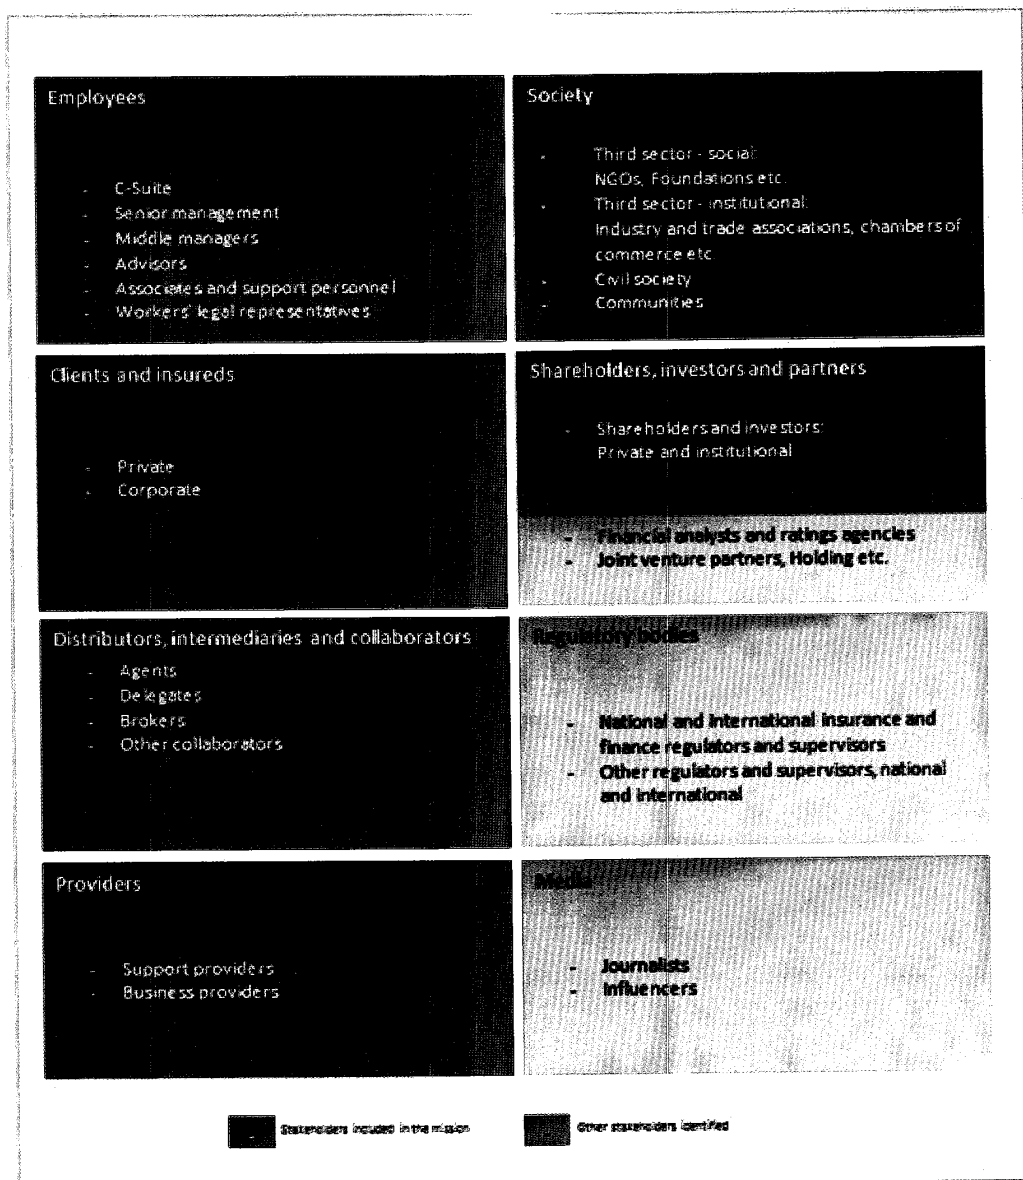 Employees
- C-Suite
- Senior management
- Middle managers
- Advisors
- Associates and support personnel
- Workers' legal representatives
Society
- Third sector - social:
NGOs, Foundations etc.
- Third sector - institutional:
Industry and trade associations, chambers of
commerce etc.
- Civil society
- Communities
Clients and insureds
- Private
- Corporate
Shareholders, investors and partners
- Shareholders and investors:
Private and institutional
- Financial analysts and ratings agencies
- Joint venture partners, Holding etc.
Distributors, intermediaries and collaborators
- Agents
- Delegates
- Brokers
- Other collaborators
Regulatory bodies
- National and international insurance and
finance regulators and supervisors
- Other regulators and supervisors, national
and international
Providers
- Support providers
- Business providers
Media
- Journalists
- Influencers
Stakeholders included in the mission
Other stakeholders identified